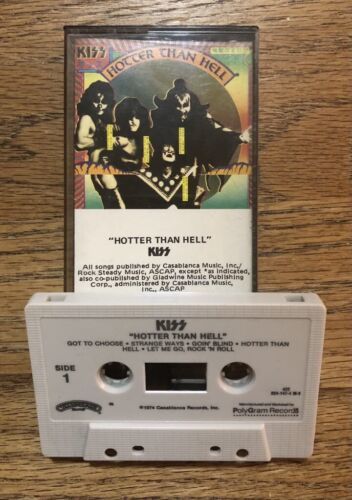 KISS
HOTTER THAN HELL
"HOTTER THAN HELL"
KISS
All songs published by Casablanca Music, Inc./
Rock Steady Music, ASCAP, except *as indicated,
also co-published by Gladwine Music Publishing
Corp., administered by Casablanca Music,
Inc., ASCAP
KISS
"HOTTER THAN HELL"
GOT TO CHOOSE • STRANGE WAYS • GOIN' BLIND • HOTTER THAN
HELL • LET ME GO, ROCK 'N ROLL
SIDE
1
℗1974 Casablanca Records, Inc.
Manufactured and Marketed by
PolyGram Records